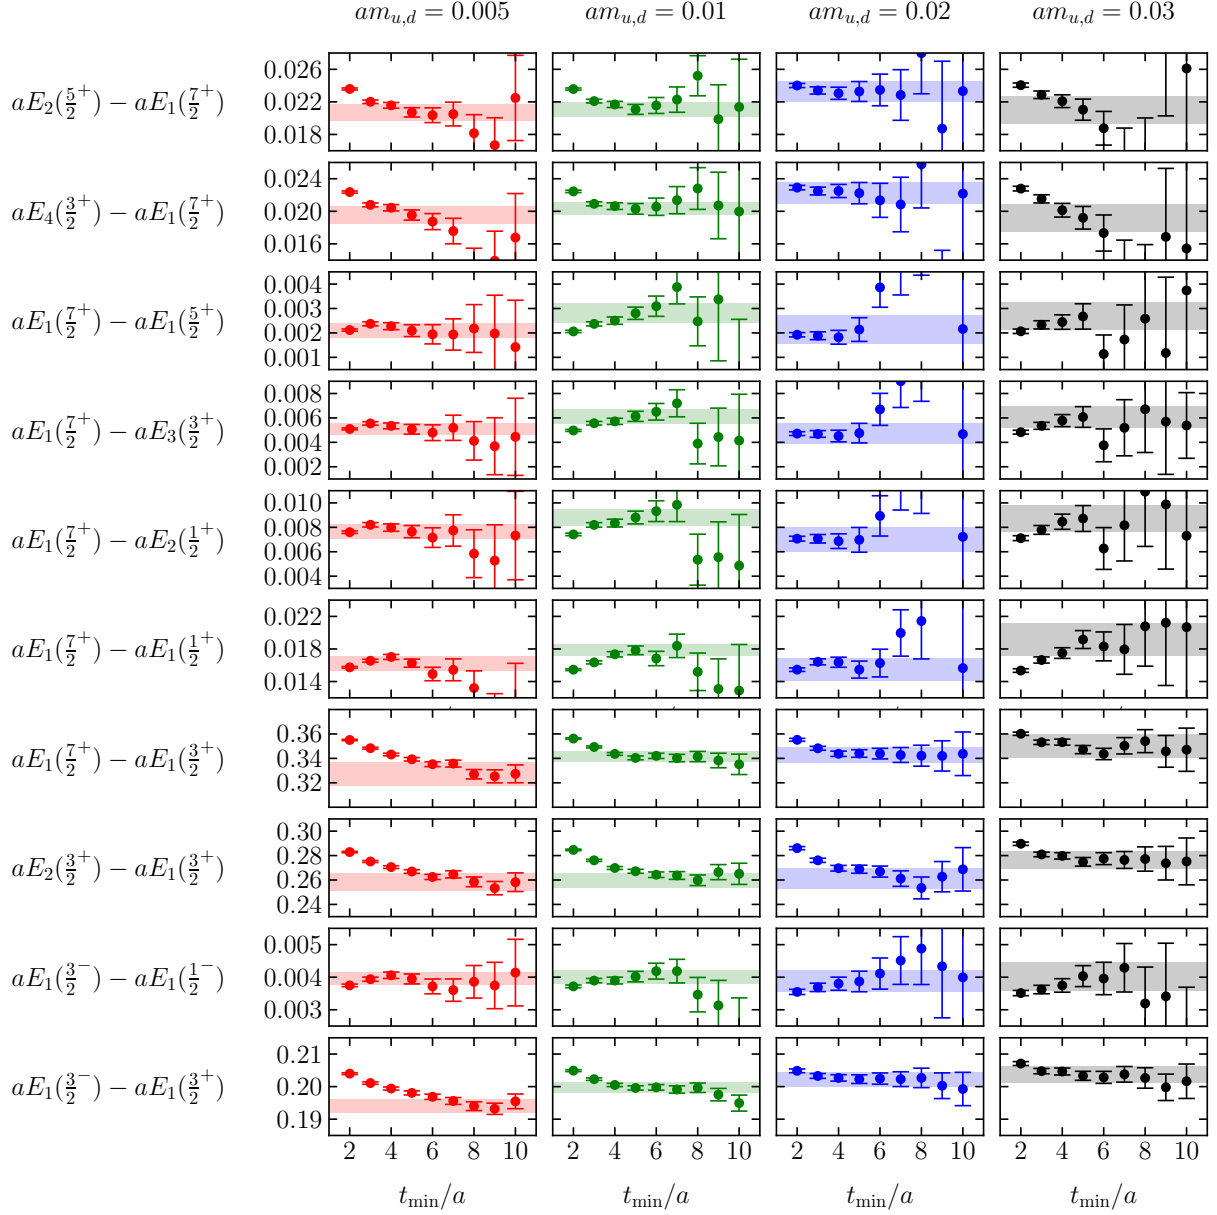 am_{u,d} = 0.005 am_{u,d} = 0.01 am_{u,d} = 0.02 am_{u,d} = 0.03
aE_2(5/2^+) − aE_1(7/2^+)
0.026
0.022
0.018
aE_4(3/2^+) − aE_1(7/2^+)
0.024
0.020
0.016
aE_1(7/2^+) − aE_1(5/2^+)
0.004
0.003
0.002
0.001
aE_1(7/2^+) − aE_3(3/2^+)
0.008
0.006
0.004
0.002
aE_1(7/2^+) − aE_2(1/2^+)
0.010
0.008
0.006
0.004
aE_1(7/2^+) − aE_1(1/2^+)
0.022
0.018
0.014
aE_1(7/2^+) − aE_1(3/2^+)
0.36
0.34
0.32
aE_2(3/2^+) − aE_1(3/2^+)
0.30
0.28
0.26
0.24
aE_1(3/2^−) − aE_1(1/2^−)
0.005
0.004
0.003
aE_1(3/2^−) − aE_1(3/2^+)
0.21
0.20
0.19
2 4 6 8 10 2 4 6 8 10 2 4 6 8 10 2 4 6 8 10
t_min/a t_min/a t_min/a t_min/a